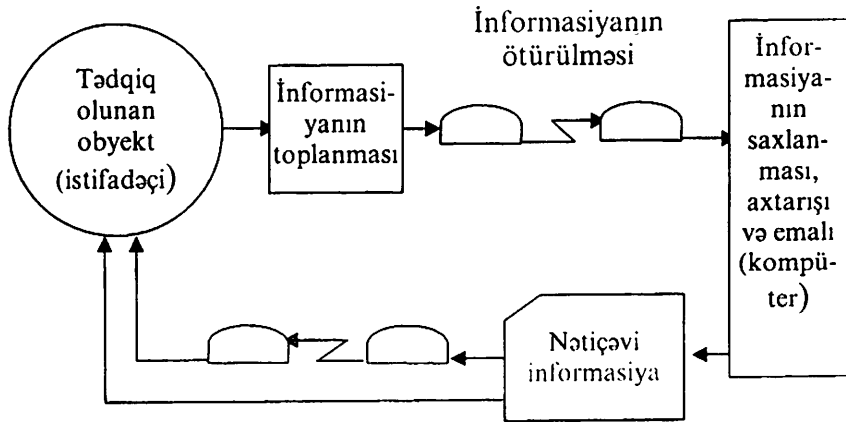 Tədqiq
olunan
obyekt
(istifadəçi)
İnformasi-
yanın
toplanması
İnformasiyanın
ötürülməsi
İnfor-
masiya-
nın
saxlan-
ması,
axtarışı
və emalı
(kompü-
ter)
Nətiçəvi
informasiya